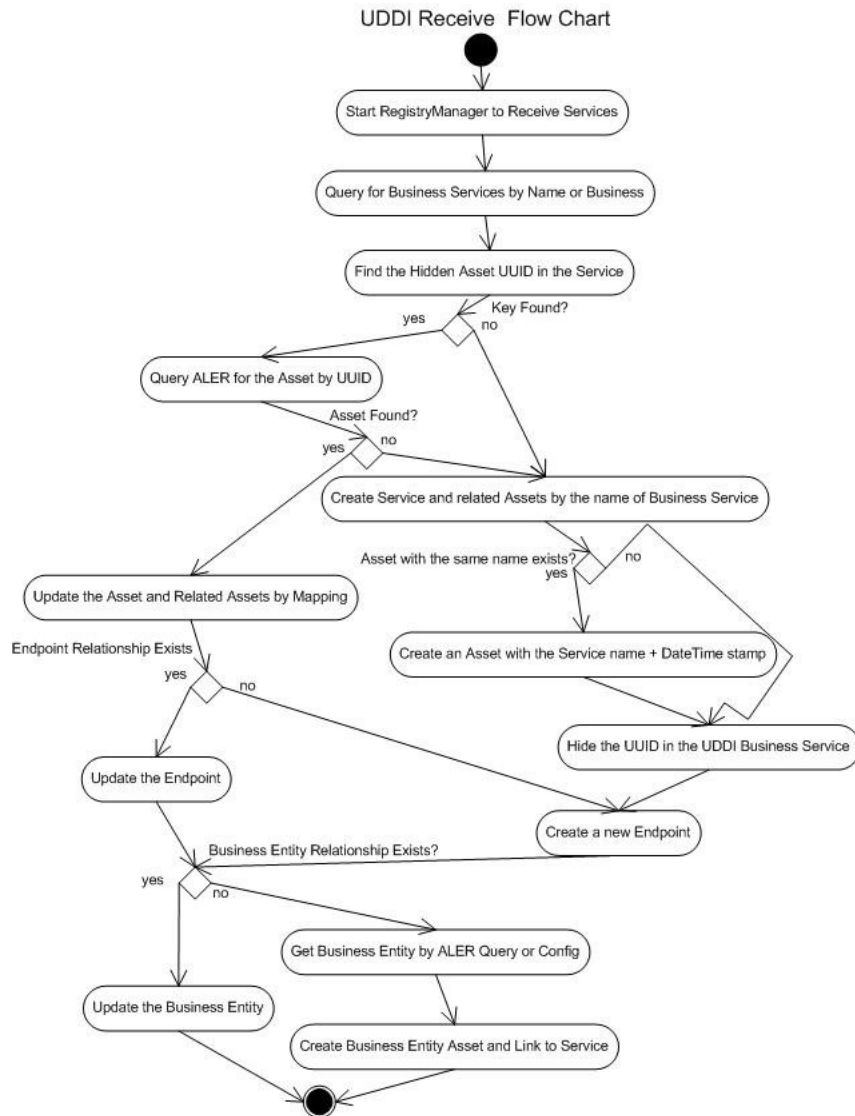 UDDI Receive Flow Chart
Start RegistryManager to Receive Services
Query for Business Services by Name or Business
Find the Hidden Asset UUID in the Service
Key Found?
yes
no
Query ALER for the Asset by UUID
Asset Found?
yes
no
Create Service and related Assets by the name of Business Service
Asset with the same name exists?
yes
no
Update the Asset and Related Assets by Mapping
Create an Asset with the Service name + DateTime stamp
Endpoint Relationship Exists
yes
no
Hide the UUID in the UDDI Business Service
Update the Endpoint
Create a new Endpoint
Business Entity Relationship Exists?
yes
no
Get Business Entity by ALER Query or Config
Update the Business Entity
Create Business Entity Asset and Link to Service